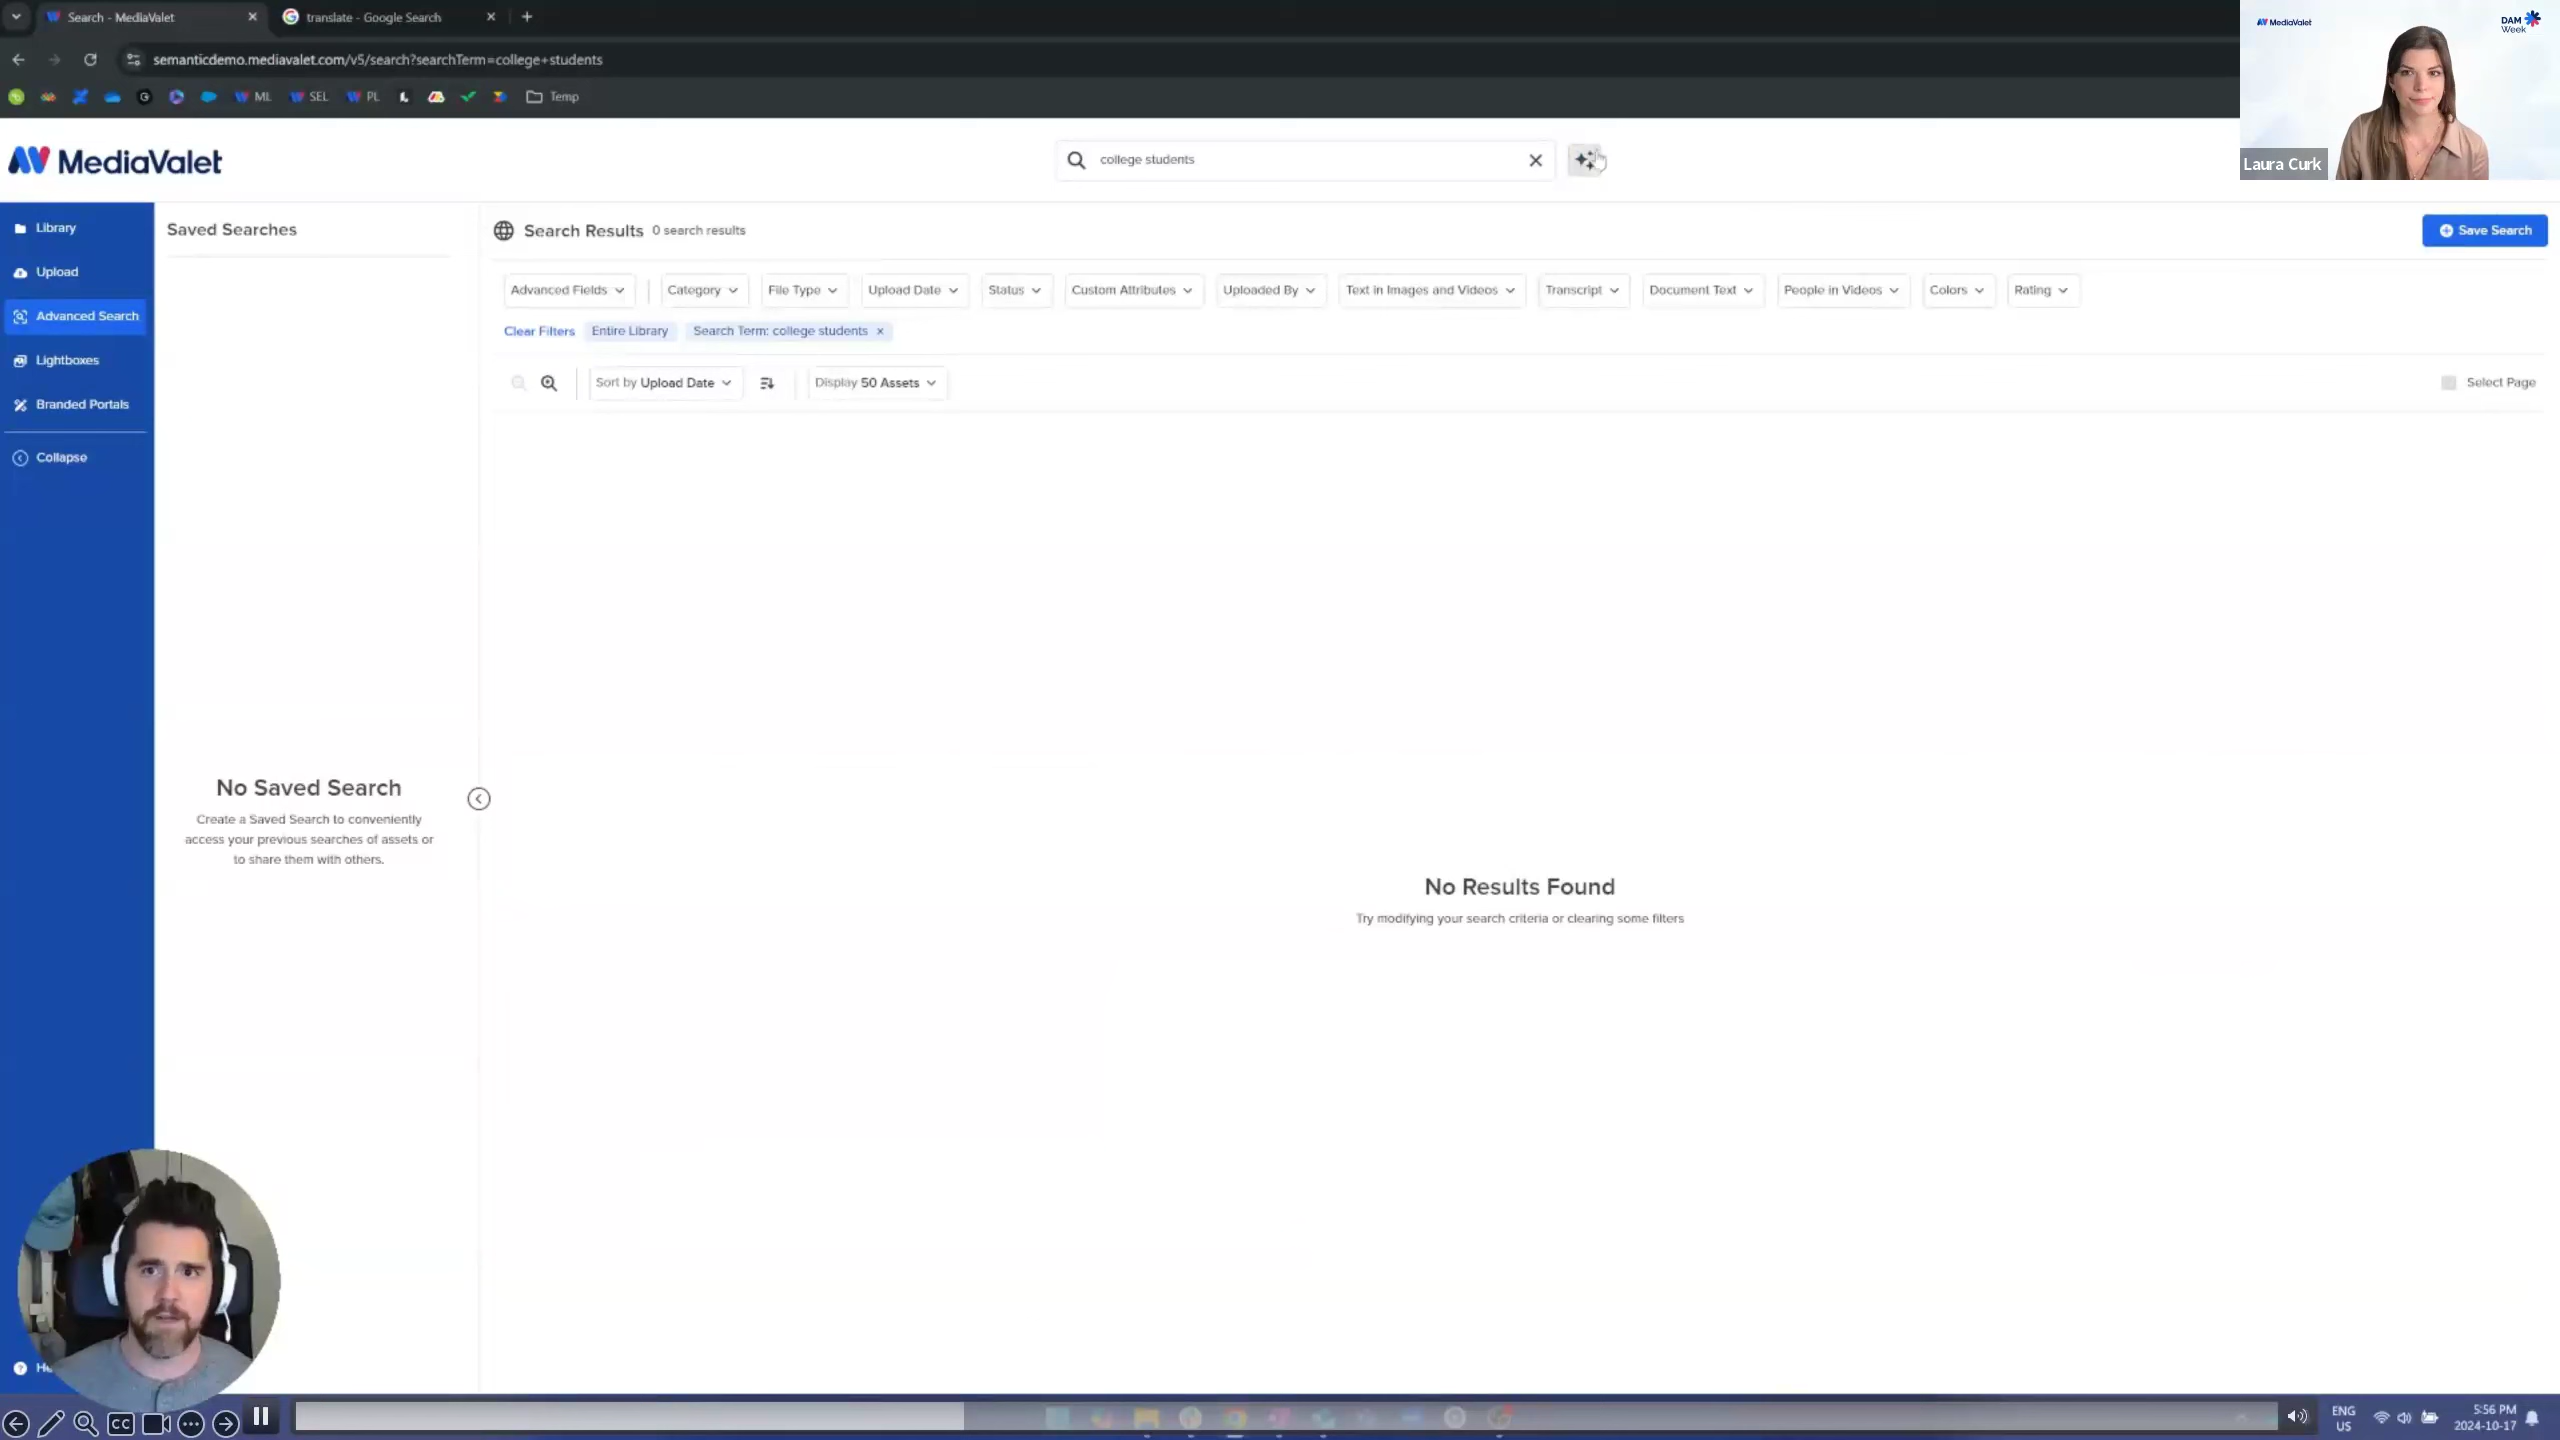 Search - MediaValet
translate - Google Search
semanticdemo.mediavalet.com/v5/search?searchTerm=college+students
ML
SEL
PL
Temp
MediaValet
DAM
Week
Laura Curk
MediaValet
college students
Library
Upload
Advanced Search
Lightboxes
Branded Portals
Collapse
Saved Searches
Search Results 0 search results
Save Search
Advanced Fields
Category
File Type
Upload Date
Status
Custom Attributes
Uploaded By
Text in Images and Videos
Transcript
Document Text
People in Videos
Colors
Rating
Clear Filters
Entire Library
Search Term: college students
Sort by Upload Date
Display 50 Assets
Select Page
No Saved Search
Create a Saved Search to conveniently
access your previous searches of assets or
to share them with others.
No Results Found
Try modifying your search criteria or clearing some filters
CC
ENG
US
5:56 PM
2024-10-17